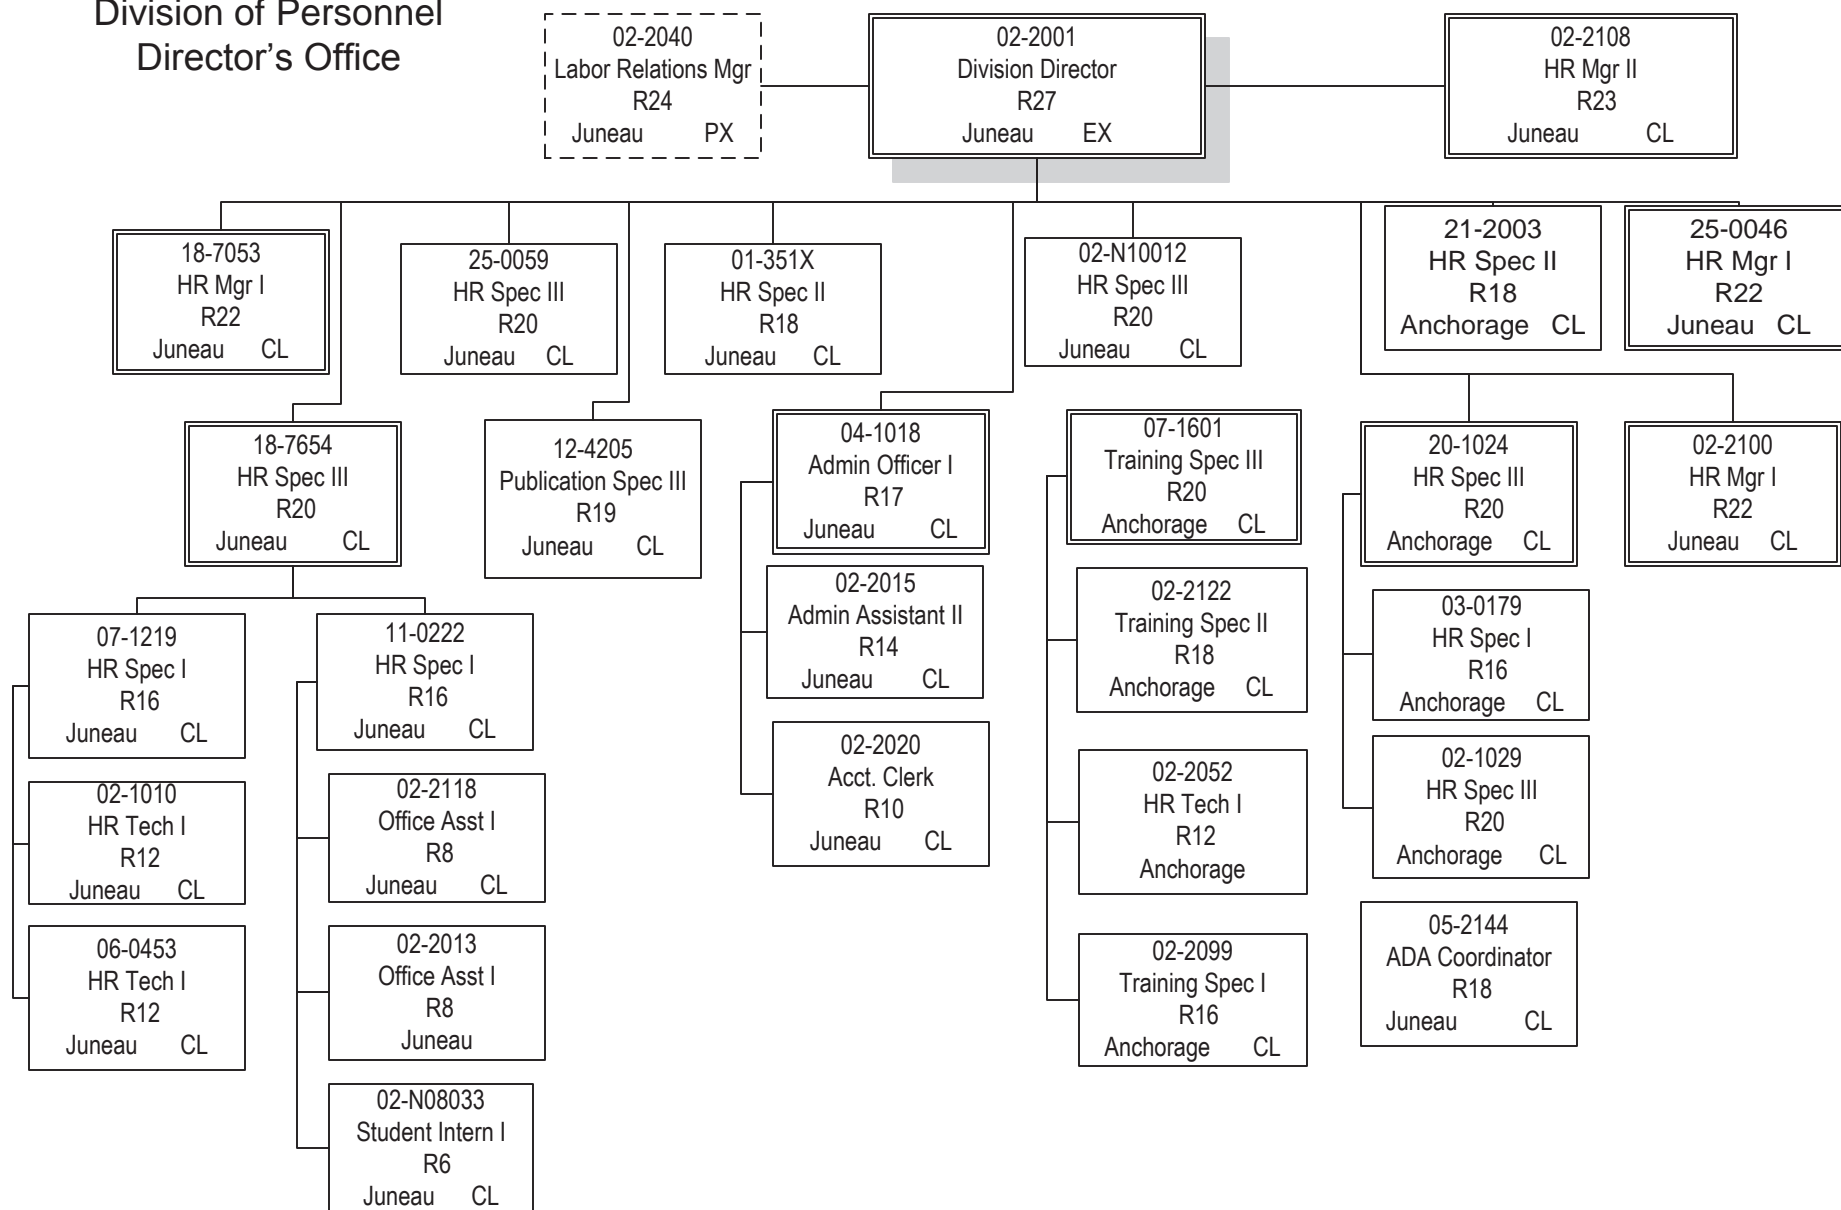 Division of Personnel
Director’s Office
02-2040
Labor Relations Mgr
R24
Juneau PX
02-2001
Division Director
R27
Juneau EX
02-2108
HR Mgr II
R23
Juneau CL
18-7053
HR Mgr I
R22
Juneau CL
25-0059
HR Spec III
R20
Juneau CL
01-351X
HR Spec II
R18
Juneau CL
02-N10012
HR Spec III
R20
Juneau CL
21-2003
HR Spec II
R18
Anchorage CL
25-0046
HR Mgr I
R22
Juneau CL
18-7654
HR Spec III
R20
Juneau CL
12-4205
Publication Spec III
R19
Juneau CL
04-1018
Admin Officer I
R17
Juneau CL
07-1601
Training Spec III
R20
Anchorage CL
20-1024
HR Spec III
R20
Anchorage CL
02-2100
HR Mgr I
R22
Juneau CL
07-1219
HR Spec I
R16
Juneau CL
11-0222
HR Spec I
R16
Juneau CL
02-2015
Admin Assistant II
R14
Juneau CL
02-2122
Training Spec II
R18
Anchorage CL
03-0179
HR Spec I
R16
Anchorage CL
02-1010
HR Tech I
R12
Juneau CL
02-2118
Office Asst I
R8
Juneau CL
02-2020
Acct. Clerk
R10
Juneau CL
02-2052
HR Tech I
R12
Anchorage
02-1029
HR Spec III
R20
Anchorage CL
06-0453
HR Tech I
R12
Juneau CL
02-2013
Office Asst I
R8
Juneau
02-2099
Training Spec I
R16
Anchorage CL
05-2144
ADA Coordinator
R18
Juneau CL
02-N08033
Student Intern I
R6
Juneau CL